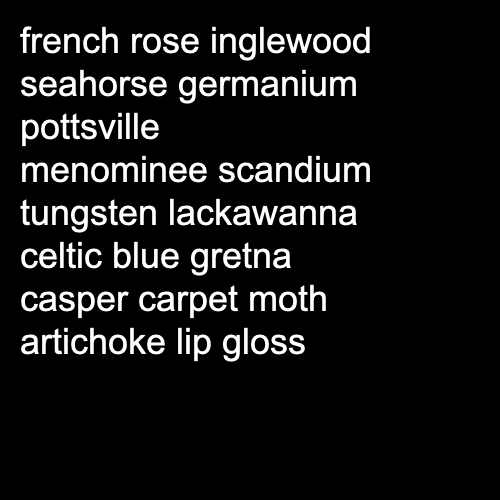 french rose inglewood
seahorse germanium
pottsville
menominee scandium
tungsten lackawanna
celtic blue gretna
casper carpet moth
artichoke lip gloss